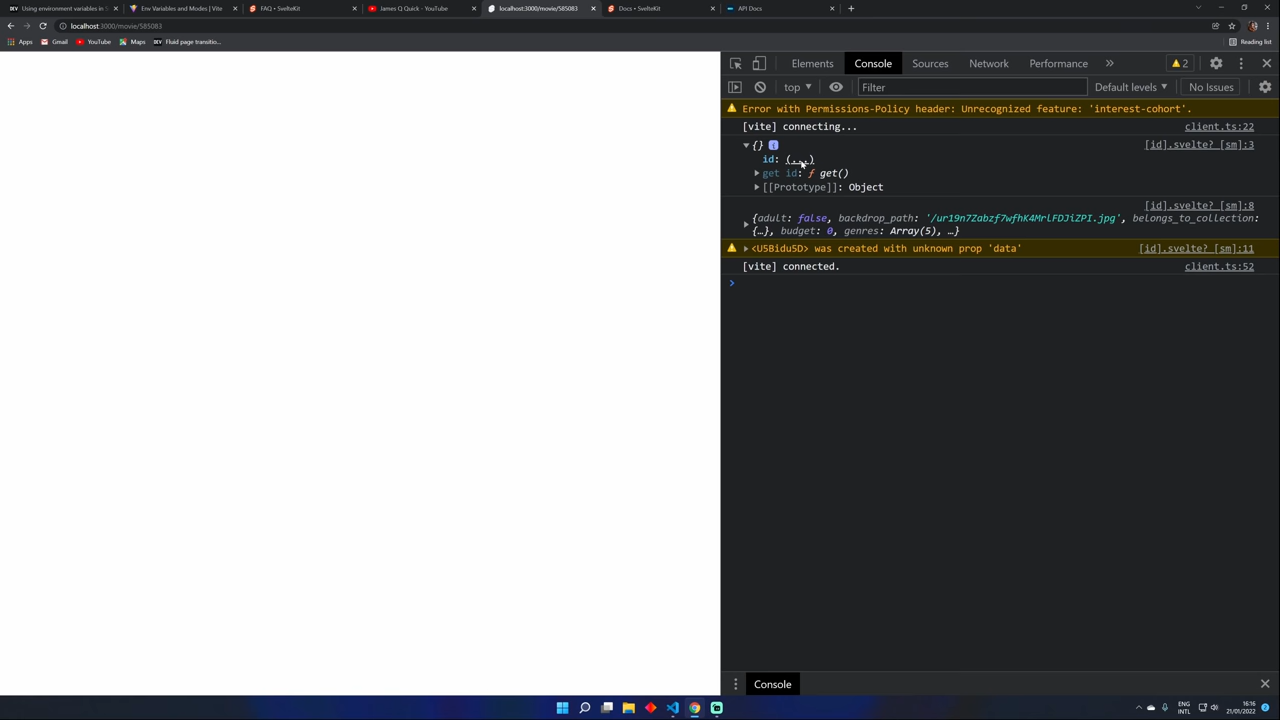 Using environment variables in S
Env Variables and Modes | Vite
FAQ • SvelteKit
James Q Quick - YouTube
localhost:3000/movie/585083
Docs • SvelteKit
API Docs
localhost:3000/movie/585083
Apps
Gmail
YouTube
Maps
Fluid page transitio...
Reading list
Elements
Console
Sources
Network
Performance
2
top
Filter
Default levels
No Issues
Error with Permissions-Policy header: Unrecognized feature: 'interest-cohort'.
[vite] connecting... client.ts:22
{} [id].svelte? [sm]:3
id: (...)
get id: ƒ get()
[[Prototype]]: Object
[id].svelte? [sm]:8
{adult: false, backdrop_path: '/ur19n7Zabzf7wfhK4MrlFDJiZPI.jpg', belongs_to_collection:
{…}, budget: 0, genres: Array(5), …}
<U5Bidu5D> was created with unknown prop 'data' [id].svelte? [sm]:11
[vite] connected. client.ts:52
Console
ENG
INTL
16:16
21/01/2022